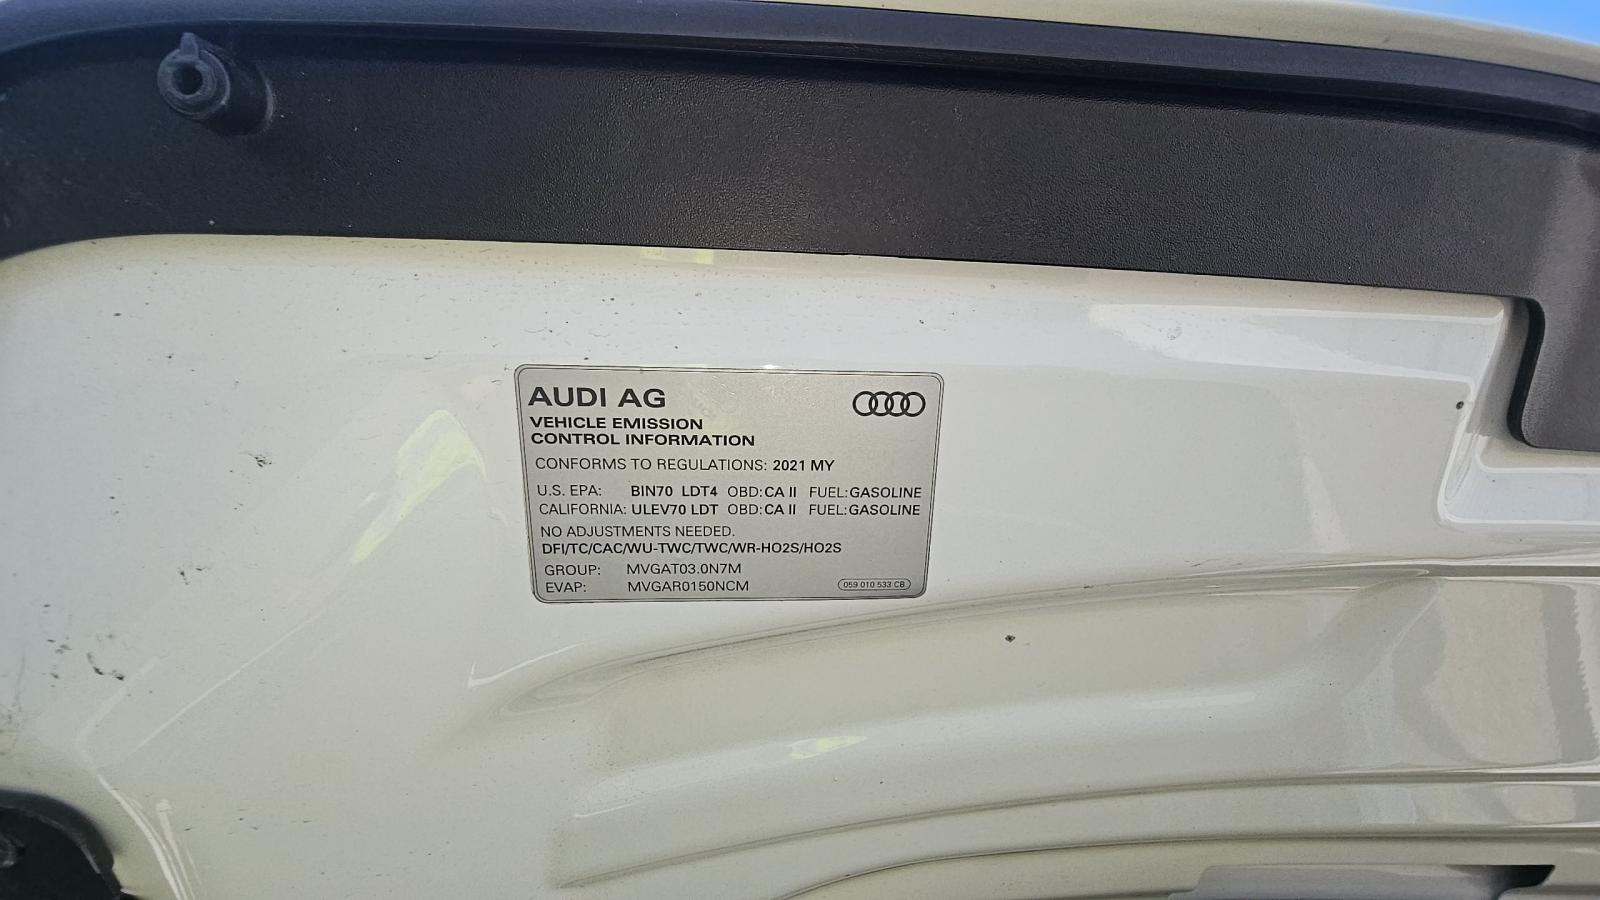 AUDI AG
VEHICLE EMISSION
CONTROL INFORMATION
CONFORMS TO REGULATIONS: 2021 MY
U.S. EPA: BIN70 LDT4 OBD:CA II FUEL:GASOLINE
CALIFORNIA: ULEV70 LDT OBD:CA II FUEL:GASOLINE
NO ADJUSTMENTS NEEDED.
DFI/TC/CAC/WU-TWC/TWC/WR-HO2S/HO2S
GROUP: MVGAT03.0N7M
EVAP: MVGAR0150NCM
059 010 533 CB